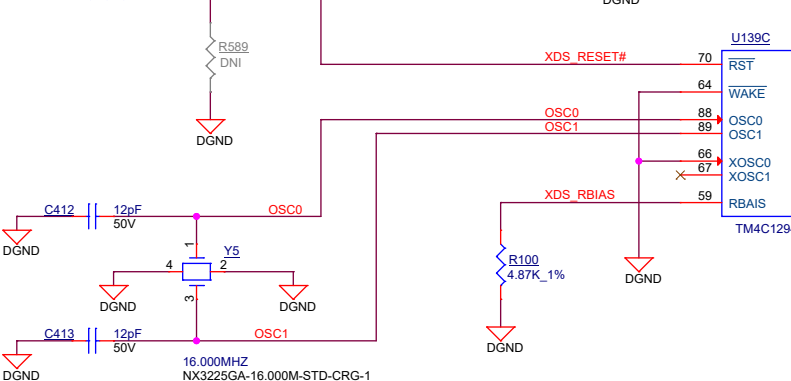 DGND
U139C
R589
DNI
XDS_RESET#
70
RST
64
WAKE
DGND
OSC0
88
OSC0
OSC1
89
OSC1
66
XOSC0
67
XOSC1
XDS_RBIAS
59
RBAIS
TM4C129
C412
12pF
50V
OSC0
DGND
1
Y5
4
2
R100
4.87K_1%
DGND
DGND
DGND
3
C413
12pF
50V
OSC1
DGND
DGND
16.000MHZ
NX3225GA-16.000M-STD-CRG-1